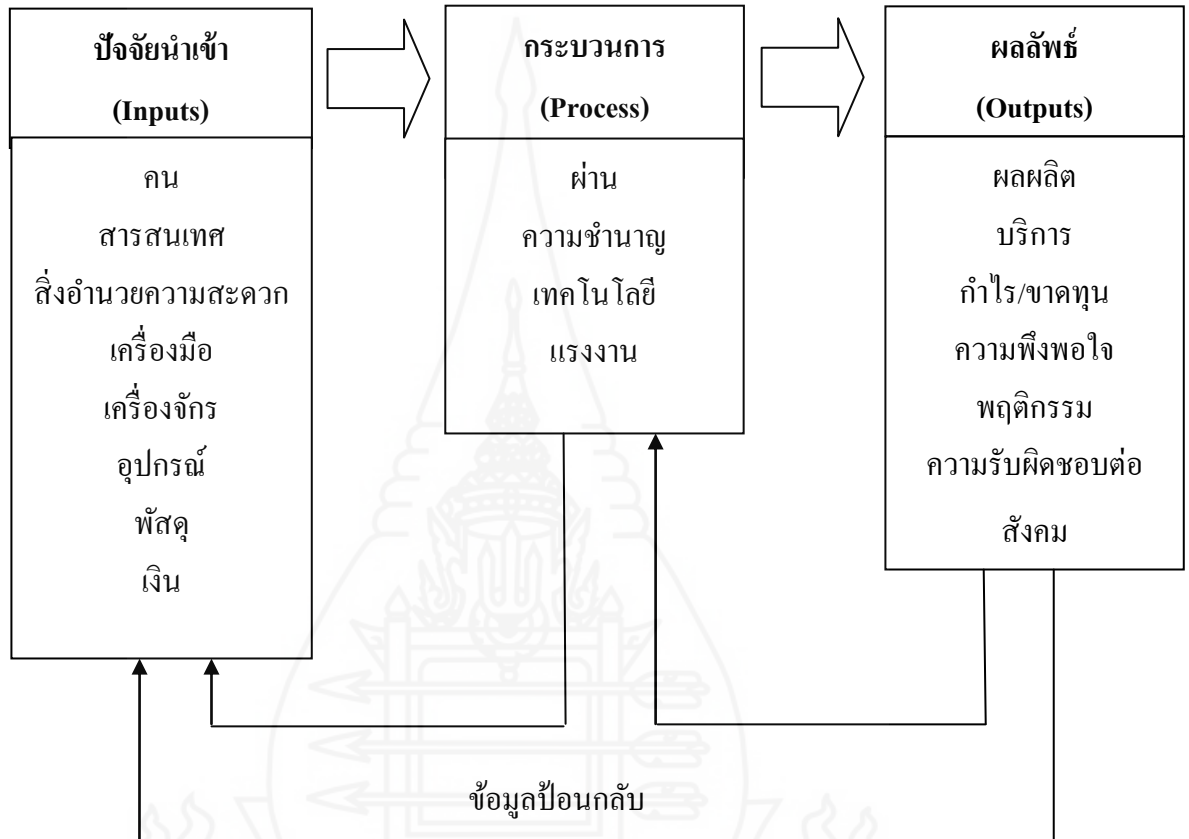 ปัจจัยนำเข้า
(Inputs)
คน
สารสนเทศ
สิ่งอำนวยความสะดวก
เครื่องมือ
เครื่องจักร
อุปกรณ์
พัสดุ
เงิน
กระบวนการ
(Process)
ผ่าน
ความชำนาญ
เทคโนโลยี
แรงงาน
ผลลัพธ์
(Outputs)
ผลผลิต
บริการ
กำไร/ขาดทุน
ความพึงพอใจ
พฤติกรรม
ความรับผิดชอบต่อ
สังคม
ข้อมูลป้อนกลับ